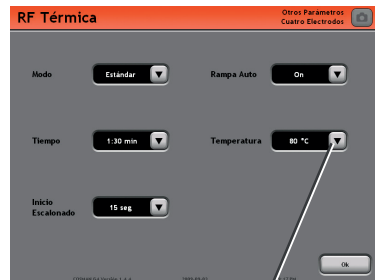 RF Térmica
Otros Parámetros
Cuatro Electrodos
Modo
Estándar
Rampa Auto
On
Tiempo
1:30 min
Temperatura
80 °C
Inicio
Escalonado
15 seg
Ok